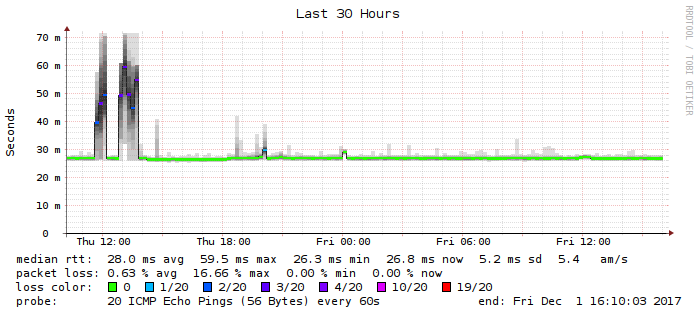 Last 30 Hours
RRDTOOL / TOBI OETIKER
Seconds
70 m
60 m
50 m
40 m
30 m
20 m
10 m
0
Thu 12:00 Thu 18:00 Fri 00:00 Fri 06:00 Fri 12:00
median rtt: 28.0 ms avg 59.5 ms max 26.3 ms min 26.8 ms now 5.2 ms sd 5.4 am/s
packet loss: 0.63 % avg 16.66 % max 0.00 % min 0.00 % now
loss color: 0 1/20 2/20 3/20 4/20 10/20 19/20
probe: 20 ICMP Echo Pings (56 Bytes) every 60s end: Fri Dec 1 16:10:03 2017